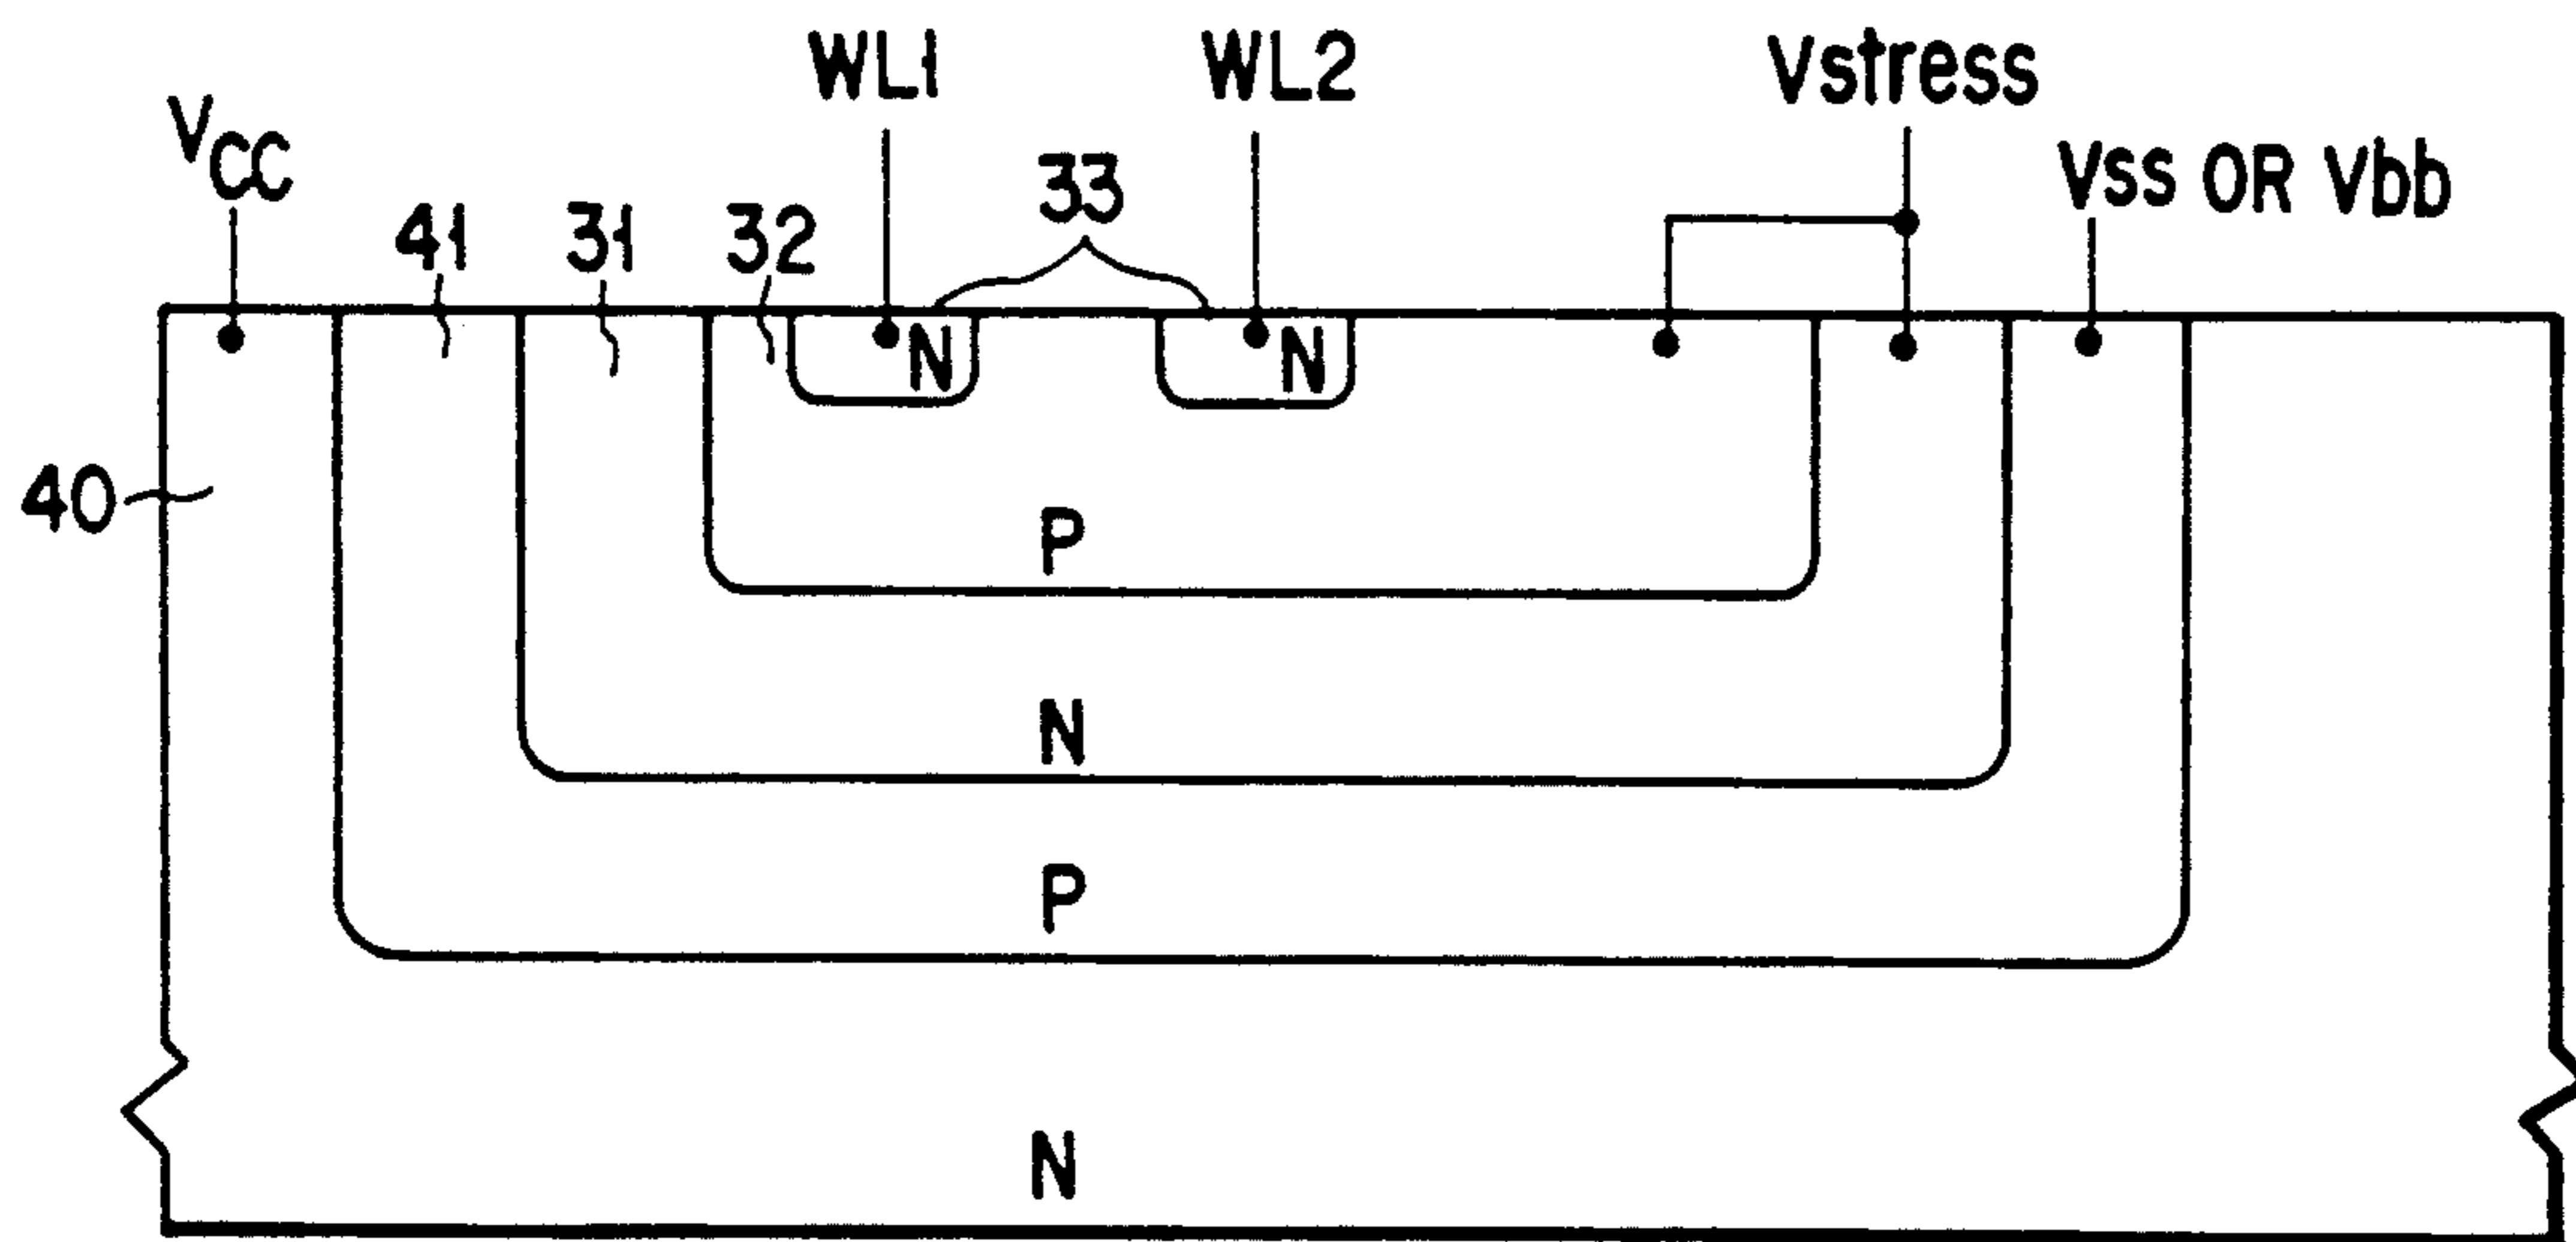 WL1 WL2 Vstress
VCC
Vss OR Vbb
41 31 32 33
N N
40
P
N
P
N